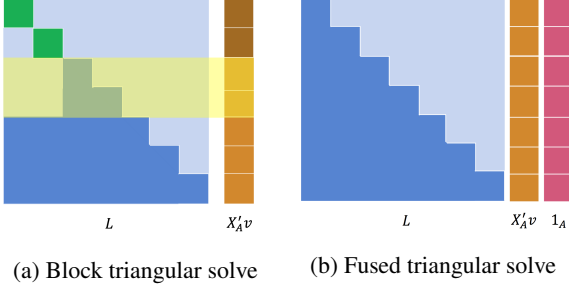 L X′_A v L X′_A v 1_A
(a) Block triangular solve (b) Fused triangular solve